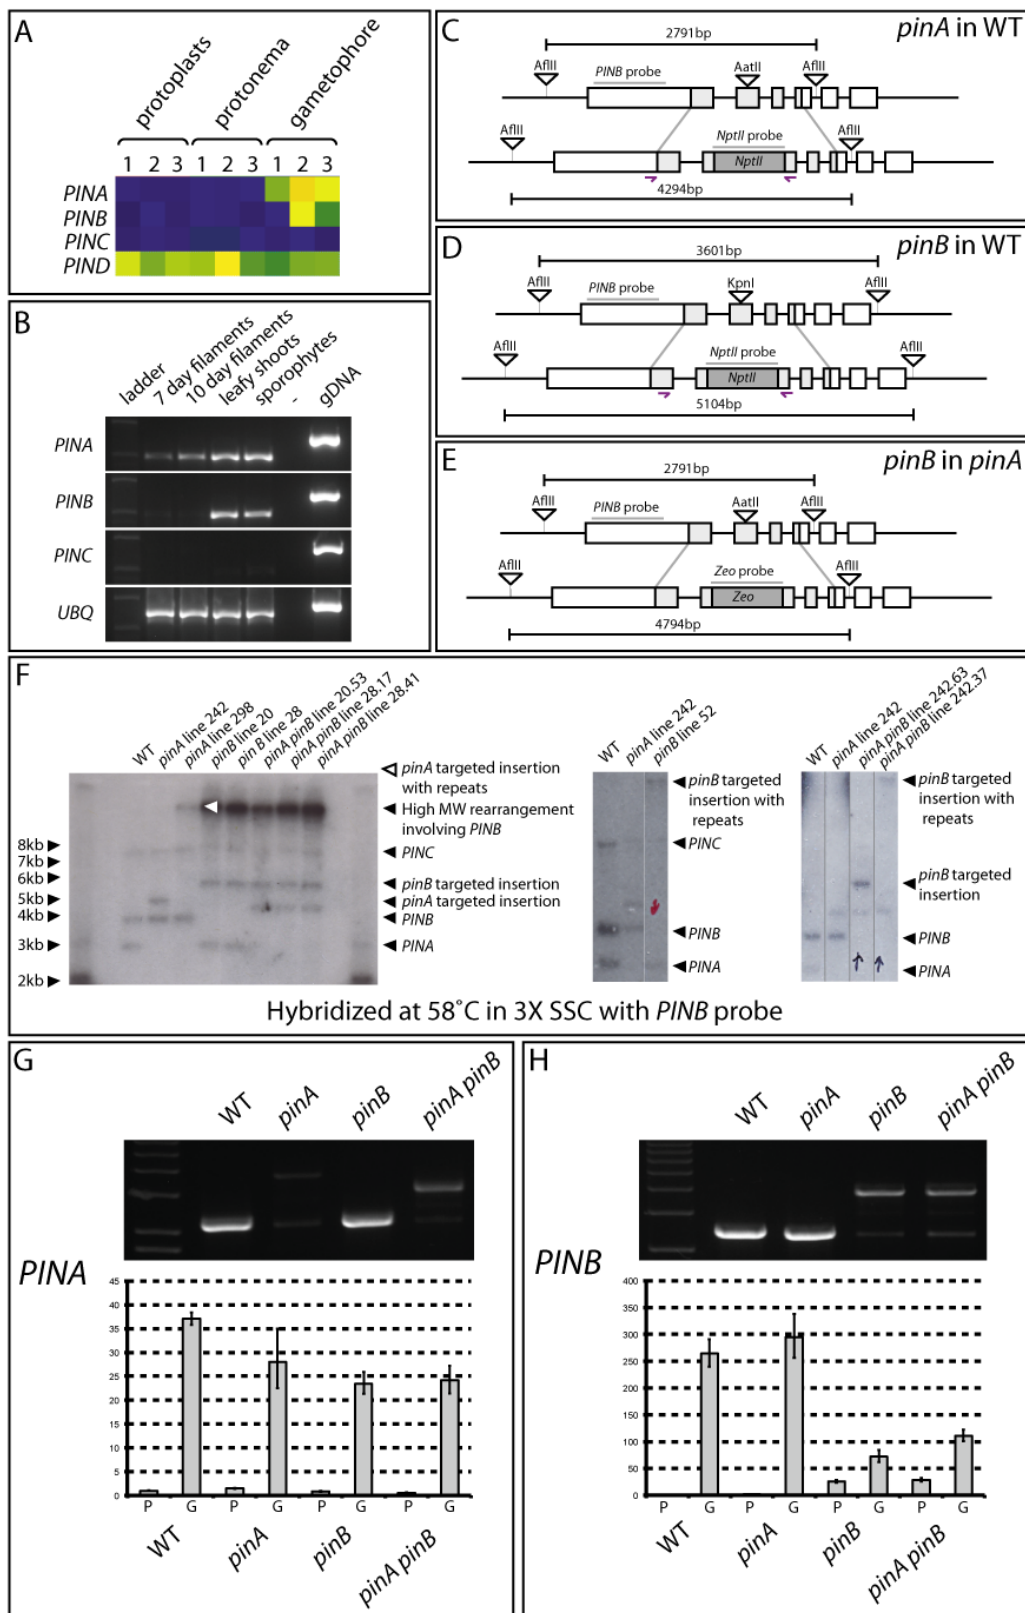 A
protoplasts
protonema
gametophore
1 2 3 1 2 3 1 2 3
PINA
PINB
PINC
PIND
B
ladder
7 day filaments
10 day filaments
leafy shoots
sporophytes
-
gDNA
PINA
PINB
PINC
UBQ
C
pinA in WT
2791bp
AflII
PINB probe
AatII
AflII
AflII
NptII probe
AflII
NptII
4294bp
D
pinB in WT
3601bp
AflII
PINB probe
KpnI
AflII
AflII
NptII probe
AflII
NptII
5104bp
E
pinB in pinA
2791bp
AflII
PINB probe
AatII
AflII
AflII
Zeo probe
AflII
Zeo
4794bp
F
WT
pinA line 242
pinA line 298
pinB line 20
pin B line 28
pinA pinB line 20.53
pinA pinB line 28.17
pinA pinB line 28.41
8kb
7kb
6kb
5kb
4kb
3kb
2kb
pinA targeted insertion
with repeats
High MW rearrangement
involving PINB
PINC
pinB targeted insertion
pinA targeted insertion
PINB
PINA
WT
pinA line 242
pinB line 52
pinB targeted
insertion with
repeats
PINC
PINB
PINA
WT
pinA line 242
pinA pinB line 242.63
pinA pinB line 242.37
pinB targeted
insertion with
repeats
pinB targeted
insertion
PINB
PINA
Hybridized at 58˚C in 3X SSC with PINB probe
G
WT
pinA
pinB
pinA pinB
PINA
45
40
35
30
25
20
15
10
5
0
P G P G P G P G
WT
pinA
pinB
pinA pinB
H
WT
pinA
pinB
pinA pinB
PINB
400
350
300
250
200
150
100
50
0
P G P G P G P G
WT
pinA
pinB
pinA pinB